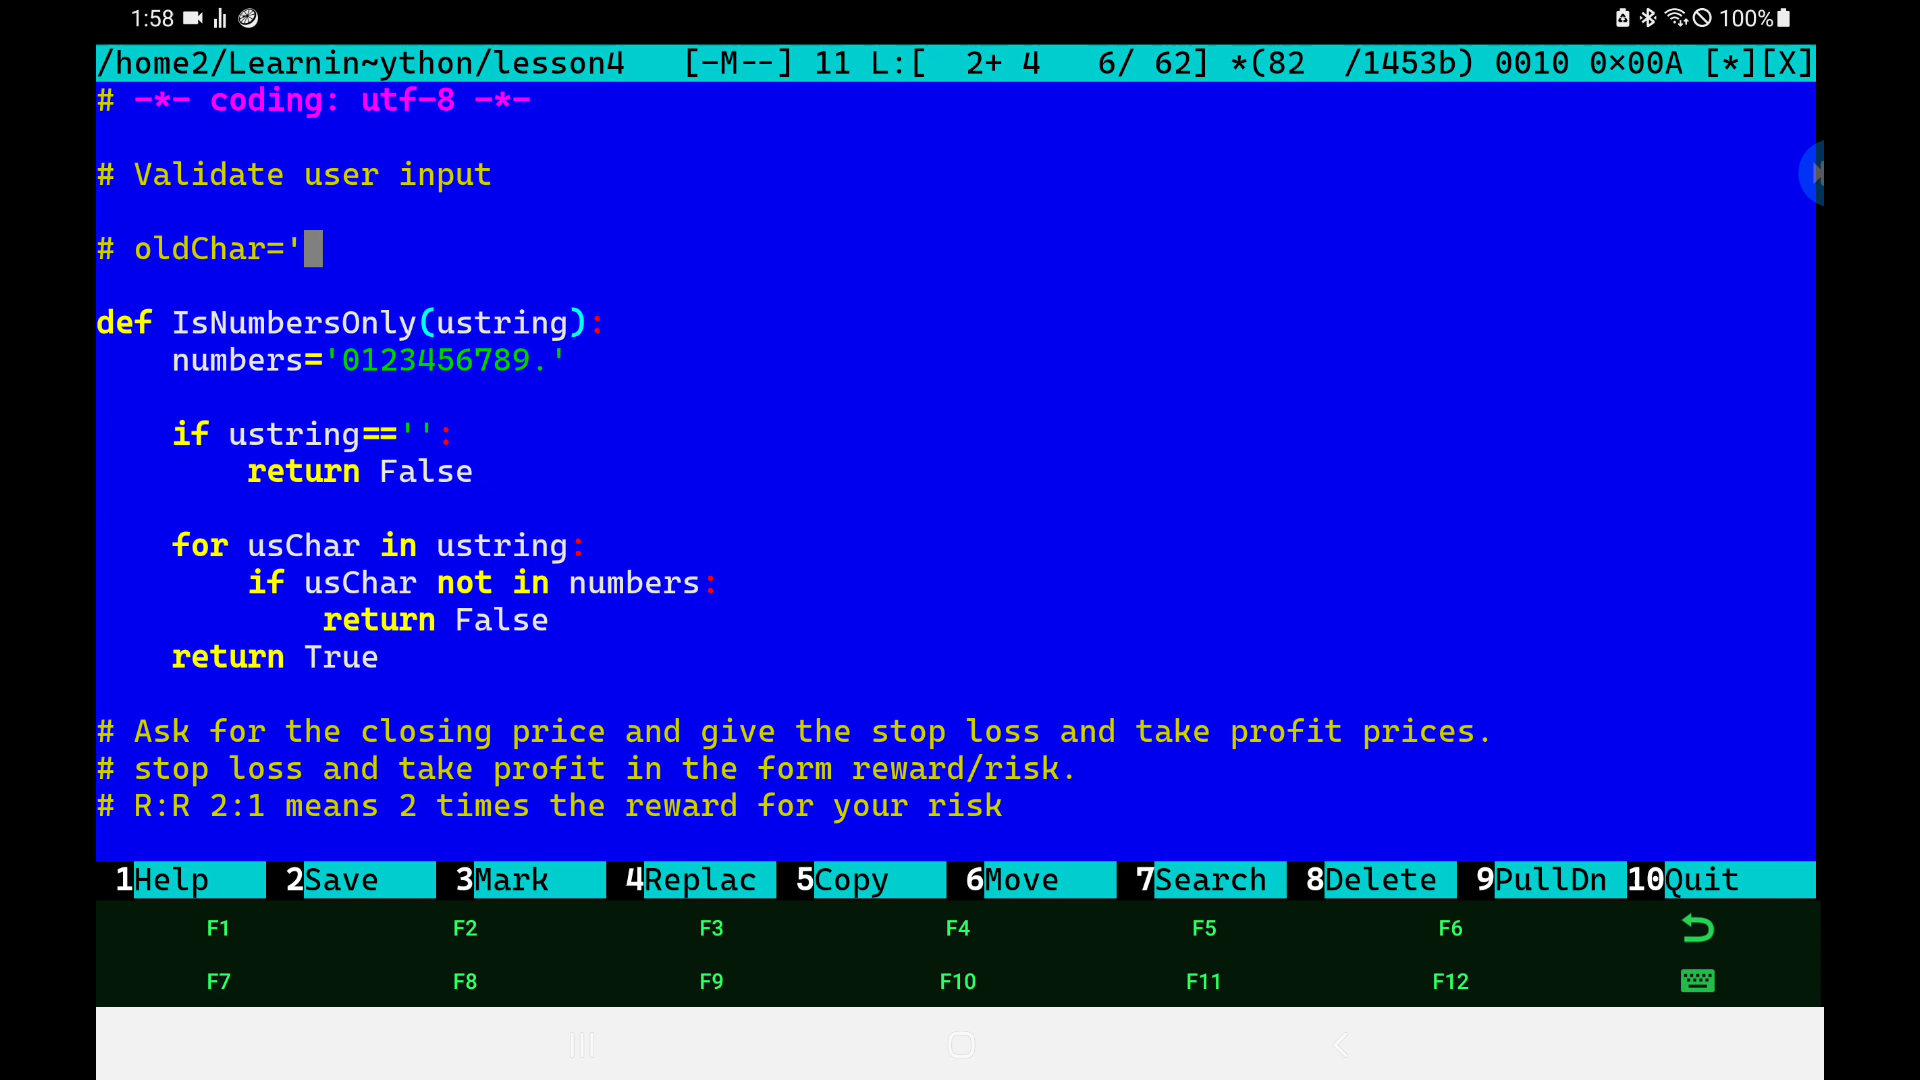 1:58 100%
/home2/Learnin~ython/lesson4 [-M--] 11 L:[ 2+ 4 6/ 62] *(82 /1453b) 0010 0x00A [*][X]
# -*- coding: utf-8 -*-
# Validate user input
# oldChar='
def IsNumbersOnly(ustring):
    numbers='0123456789.'
    if ustring=='':
        return False
    for usChar in ustring:
        if usChar not in numbers:
            return False
    return True
# Ask for the closing price and give the stop loss and take profit prices.
# stop loss and take profit in the form reward/risk.
# R:R 2:1 means 2 times the reward for your risk
1Help 2Save 3Mark 4Replac 5Copy 6Move 7Search 8Delete 9PullDn 10Quit
F1 F2 F3 F4 F5 F6
F7 F8 F9 F10 F11 F12